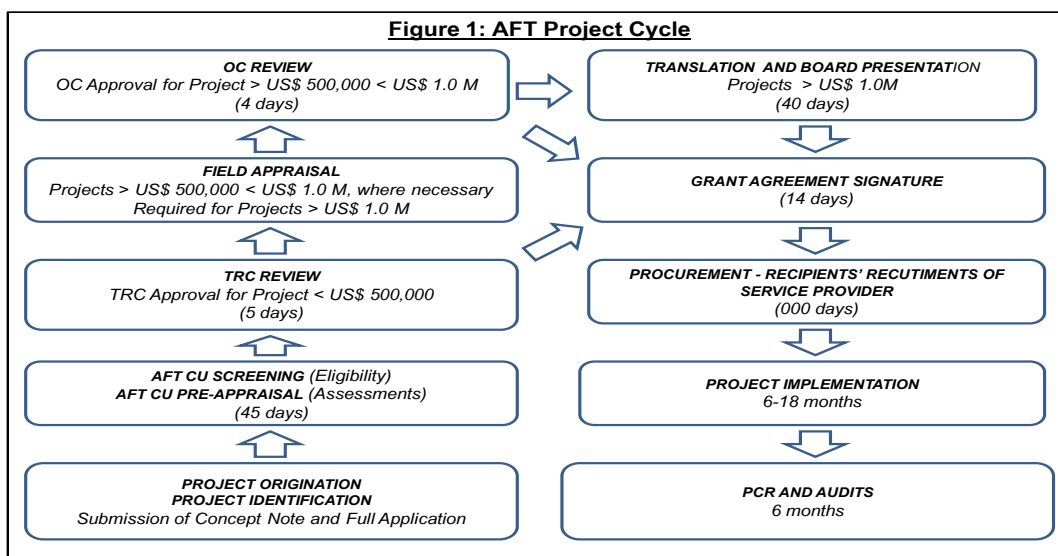 Figure 1: AFT Project Cycle
OC REVIEW
OC Approval for Project > US$ 500,000 < US$ 1.0 M
(4 days)
FIELD APPRAISAL
Projects > US$ 500,000 < US$ 1.0 M, where necessary
Required for Projects > US$ 1.0 M
TRC REVIEW
TRC Approval for Project < US$ 500,000
(5 days)
AFT CU SCREENING (Eligibility)
AFT CU PRE-APPRAISAL (Assessments)
(45 days)
PROJECT ORIGINATION
PROJECT IDENTIFICATION
Submission of Concept Note and Full Application
TRANSLATION AND BOARD PRESENTATION
Projects > US$ 1.0M
(40 days)
GRANT AGREEMENT SIGNATURE
(14 days)
PROCUREMENT - RECIPIENTS' RECUTIMENTS OF
SERVICE PROVIDER
(000 days)
PROJECT IMPLEMENTATION
6-18 months
PCR AND AUDITS
6 months